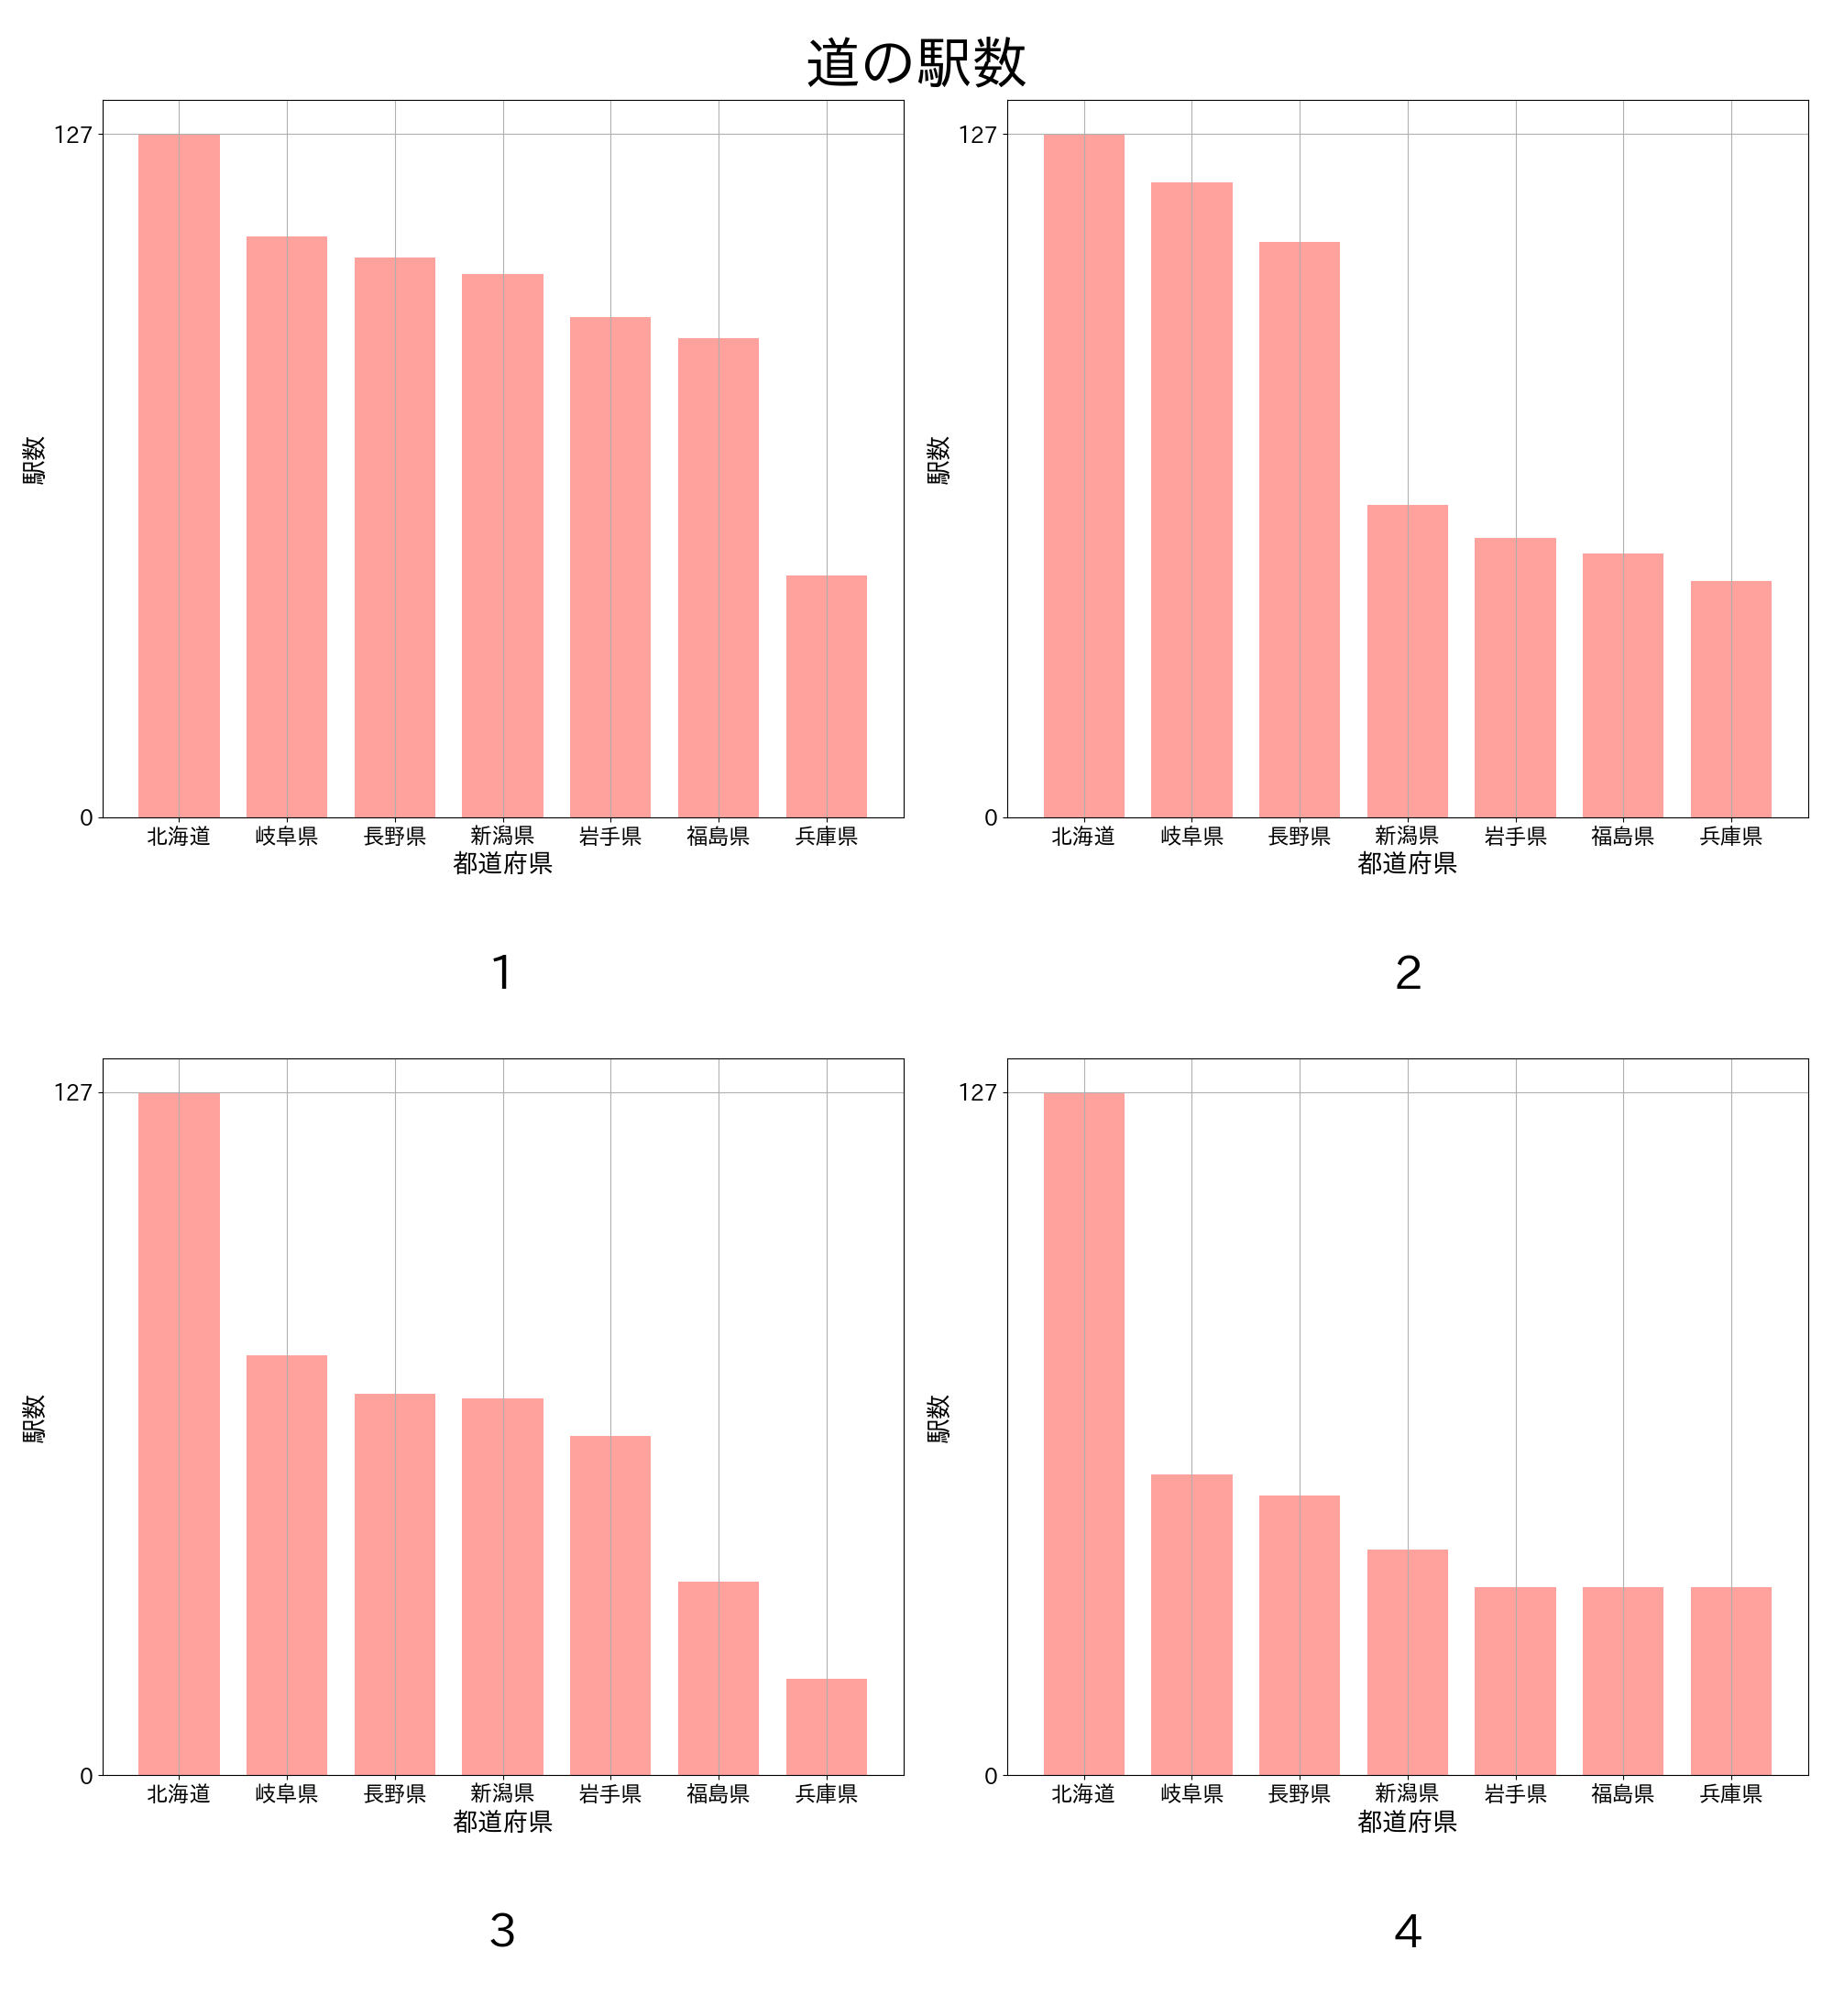 道の駅数
127
駅数
0
北海道 岐阜県 長野県 新潟県 岩手県 福島県 兵庫県
都道府県
1
127
駅数
0
北海道 岐阜県 長野県 新潟県 岩手県 福島県 兵庫県
都道府県
2
127
駅数
0
北海道 岐阜県 長野県 新潟県 岩手県 福島県 兵庫県
都道府県
3
127
駅数
0
北海道 岐阜県 長野県 新潟県 岩手県 福島県 兵庫県
都道府県
4